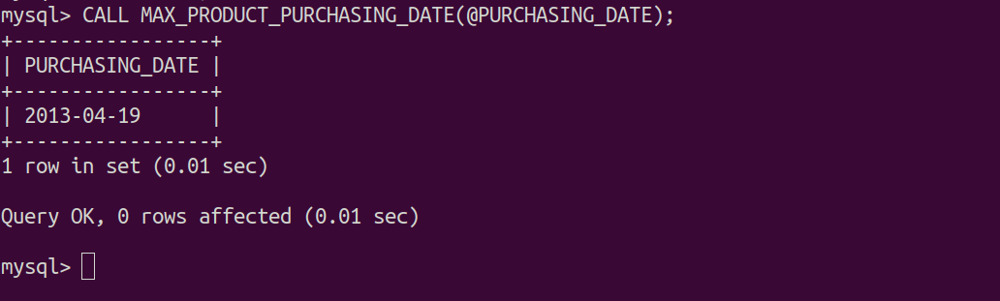 mysql> CALL MAX_PRODUCT_PURCHASING_DATE(@PURCHASING_DATE);
+-----------------+
| PURCHASING_DATE |
+-----------------+
| 2013-04-19      |
+-----------------+
1 row in set (0.01 sec)
Query OK, 0 rows affected (0.01 sec)
mysql>